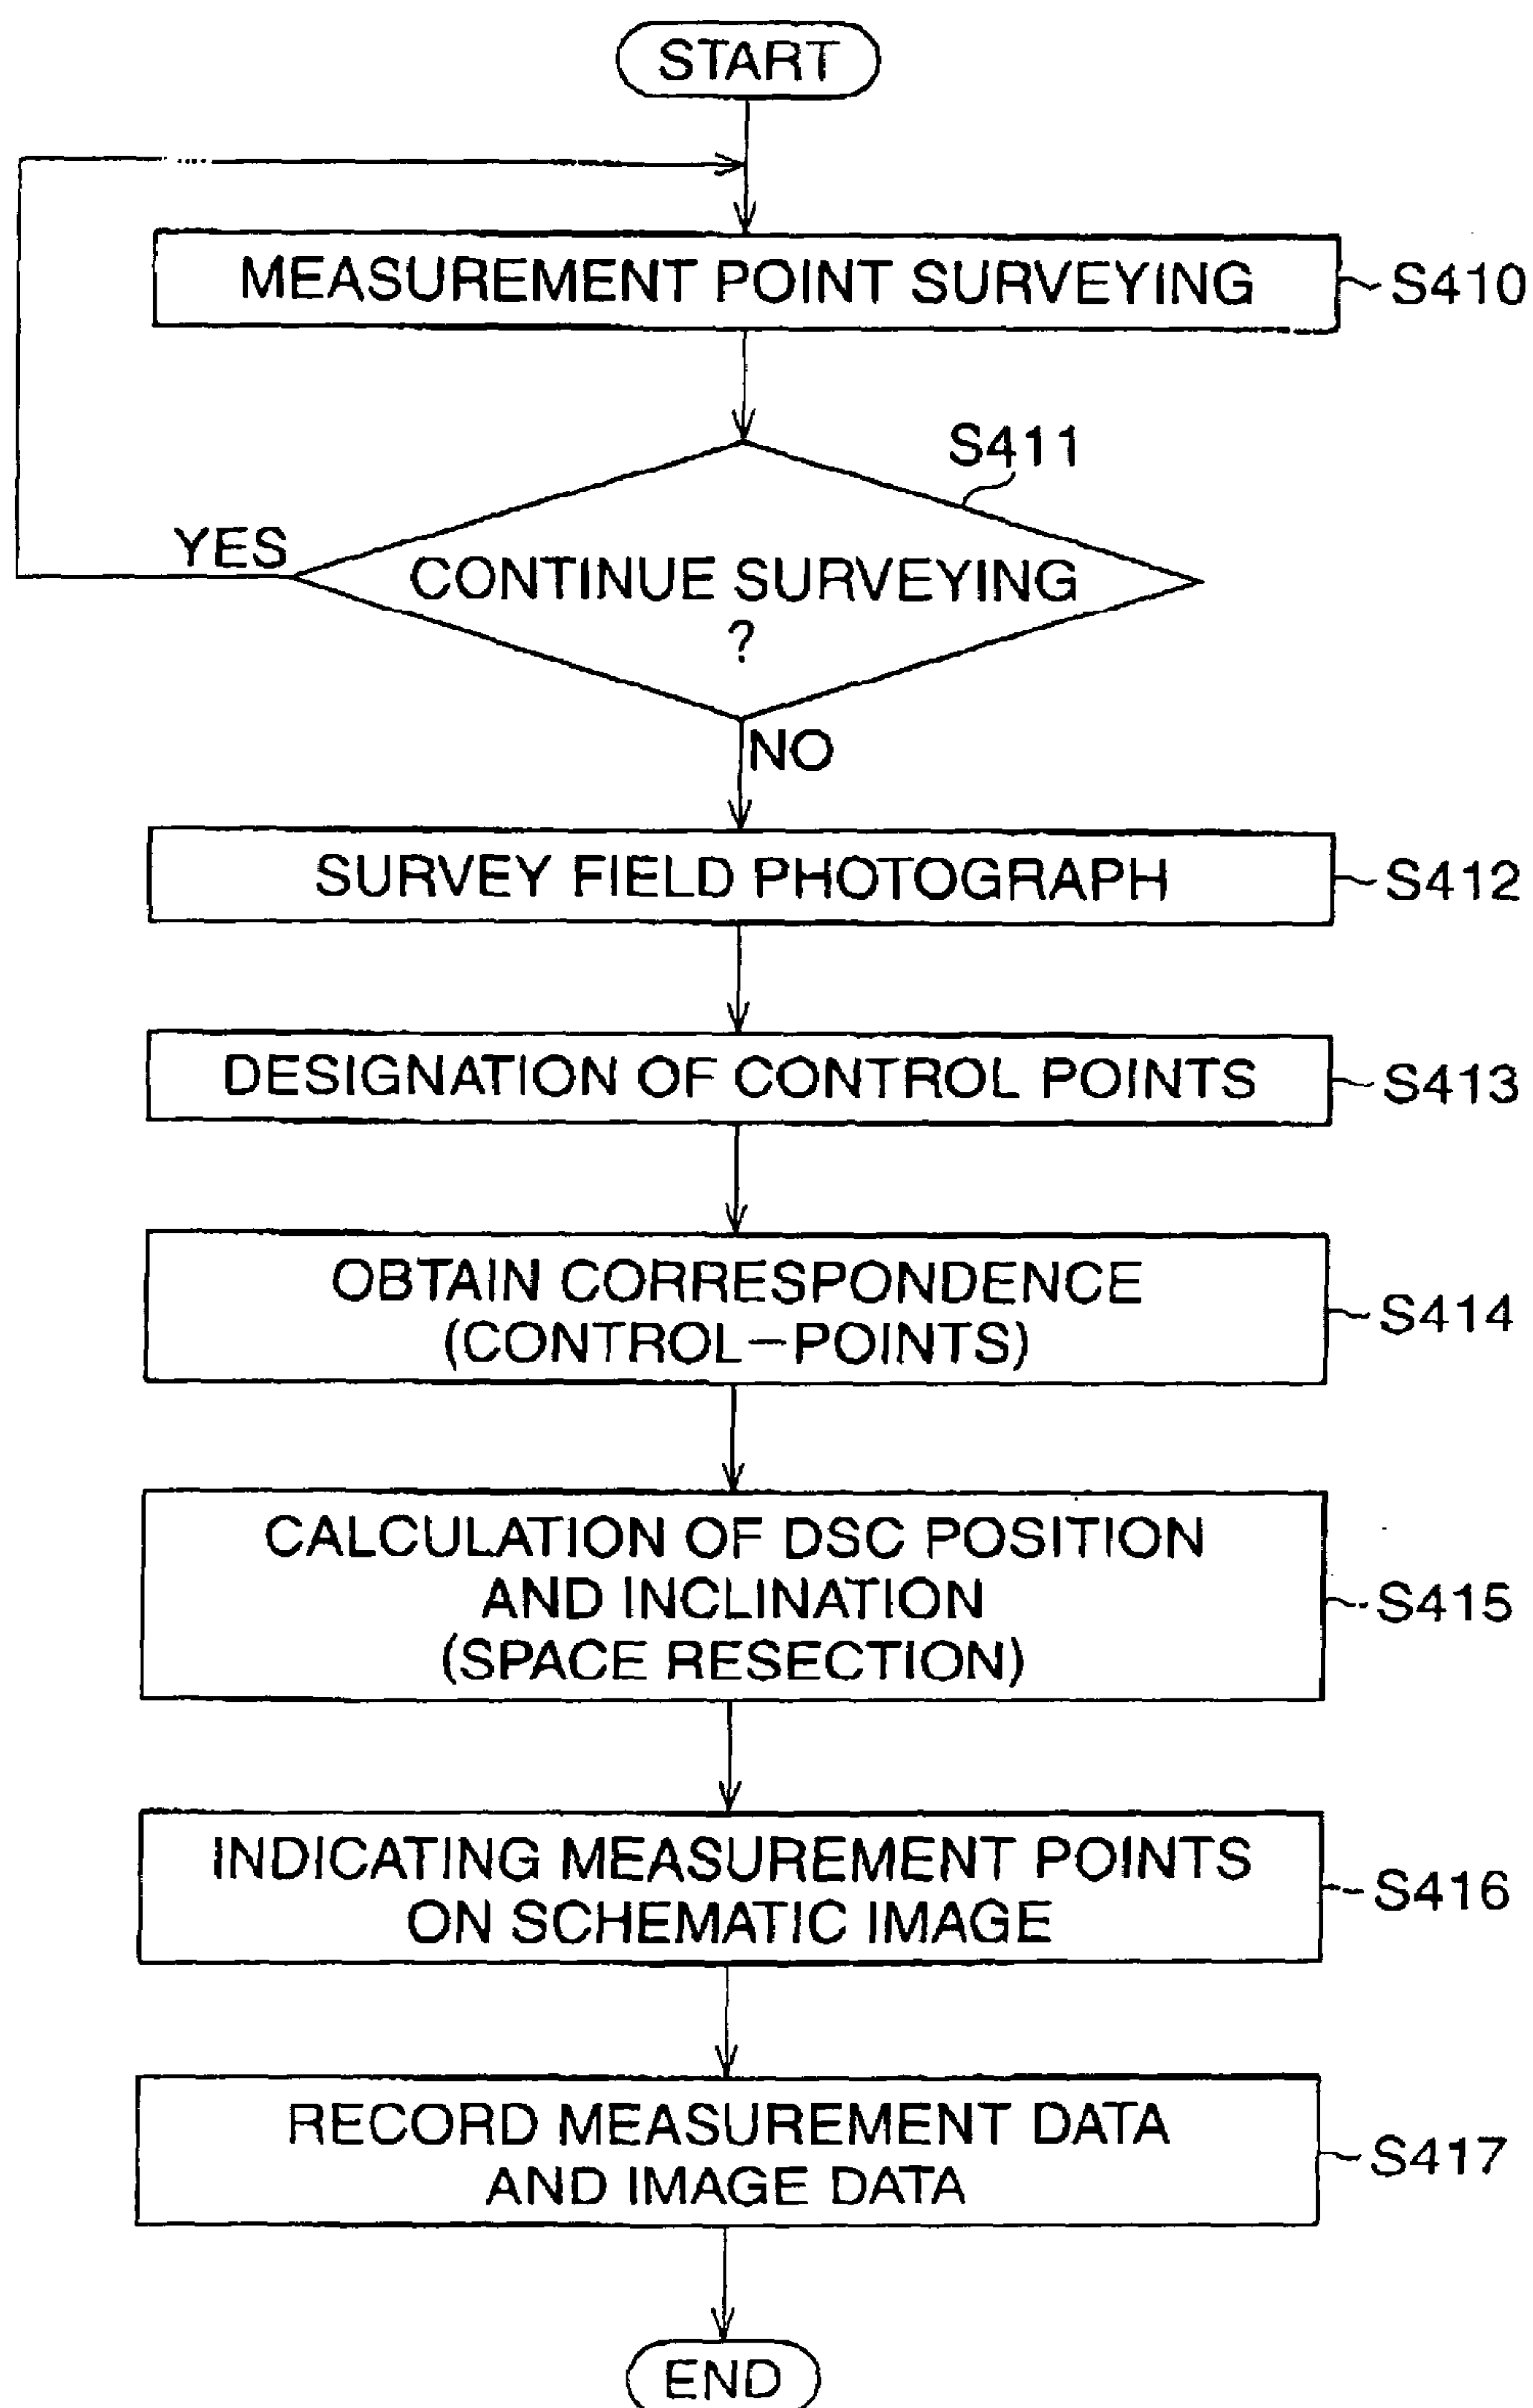 START
MEASUREMENT POINT SURVEYING
S410
S411
YES
CONTINUE SURVEYING
?
NO
SURVEY FIELD PHOTOGRAPH
S412
DESIGNATION OF CONTROL POINTS
S413
OBTAIN CORRESPONDENCE
(CONTROL-POINTS)
S414
CALCULATION OF DSC POSITION
AND INCLINATION
(SPACE RESECTION)
S415
INDICATING MEASUREMENT POINTS
ON SCHEMATIC IMAGE
S416
RECORD MEASUREMENT DATA
AND IMAGE DATA
S417
END